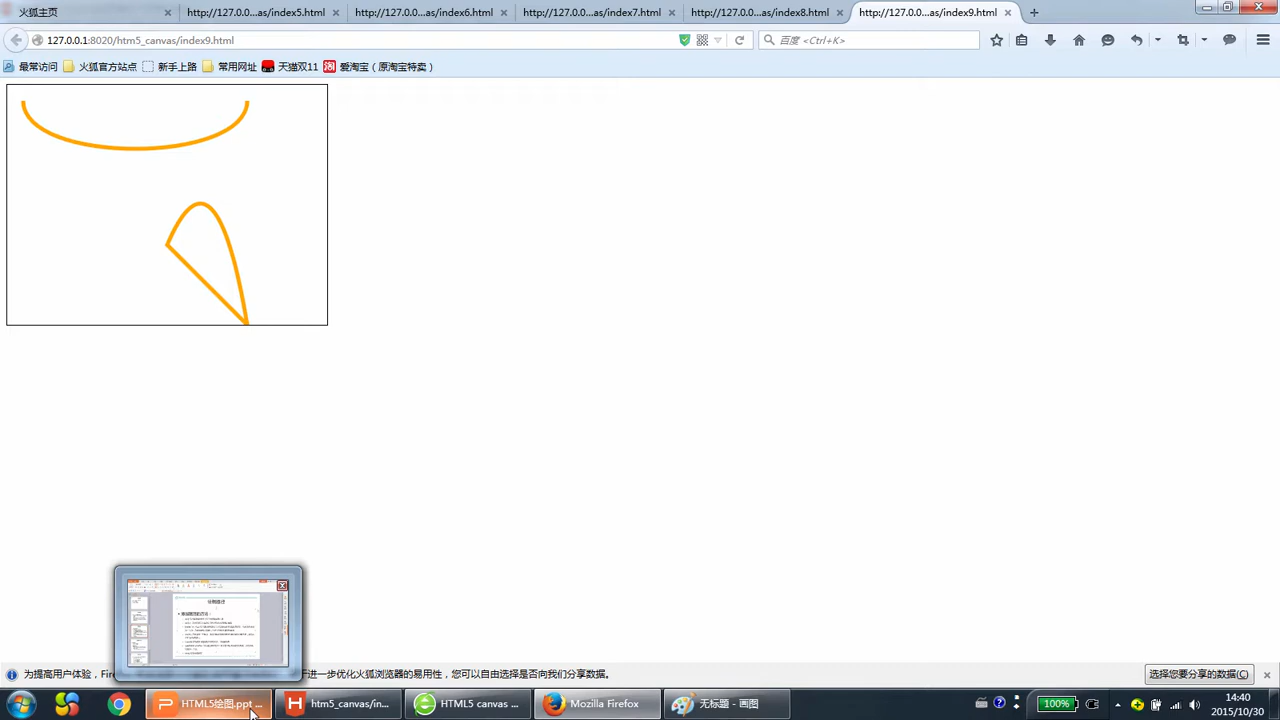 火狐主页
http://127.0....as/index5.html
http://127.0....as/index6.html
http://127.0....as/index7.html
http://127.0....as/index8.html
http://127.0....as/index9.html
127.0.0.1:8020/htm5_canvas/index9.html
百度 <Ctrl+K>
最常访问
火狐官方站点
新手上路
常用网址
天猫双11
爱淘宝（原淘宝特卖）
绘制路径
为提高用户体验，Fire
于进一步优化火狐浏览器的易用性，您可以自由选择是否向我们分享数据。
选择您要分享的数据(C)
HTML5绘图.ppt ...
htm5_canvas/in...
HTML5 canvas ...
Mozilla Firefox
无标题 - 画图
100%
14:40
2015/10/30